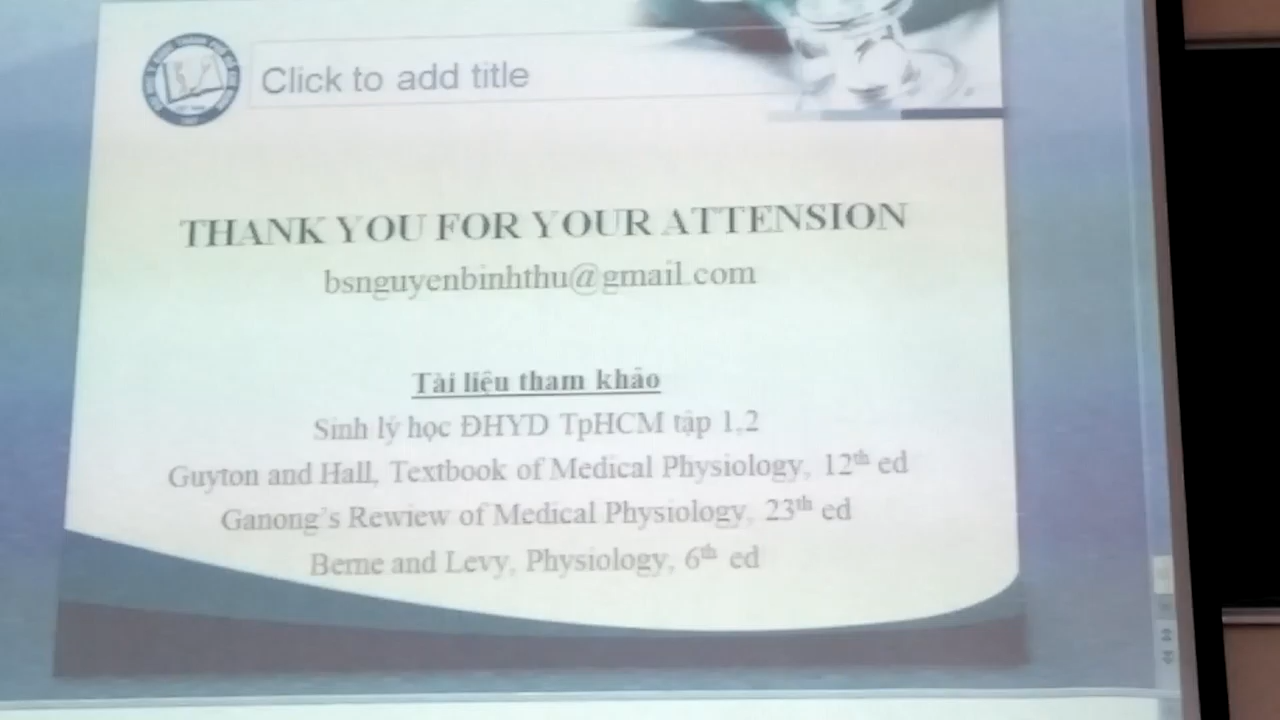 Click to add title
THANK YOU FOR YOUR ATTENSION
bsnguyenbinhthu@gmail.com
Tài liệu tham khảo
Sinh lý học ĐHYD TpHCM tập 1,2
Guyton and Hall, Textbook of Medical Physiology, 12th ed
Ganong's Rewiew of Medical Physiology, 23th ed
Berne and Levy, Physiology, 6th ed